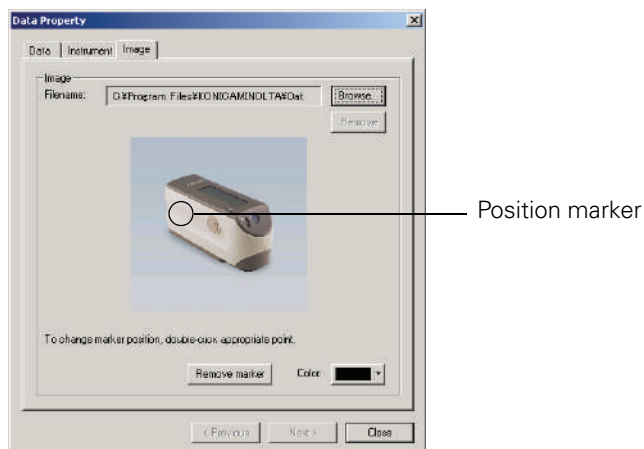 Data Property
Data Instrument Image
Image
Filename: C:¥Program Files¥KONICAMINOLTA¥Dat Browse...
Remove
Position marker
To change marker position, double-click appropriate point.
Remove marker Color
< Previous Next > Close